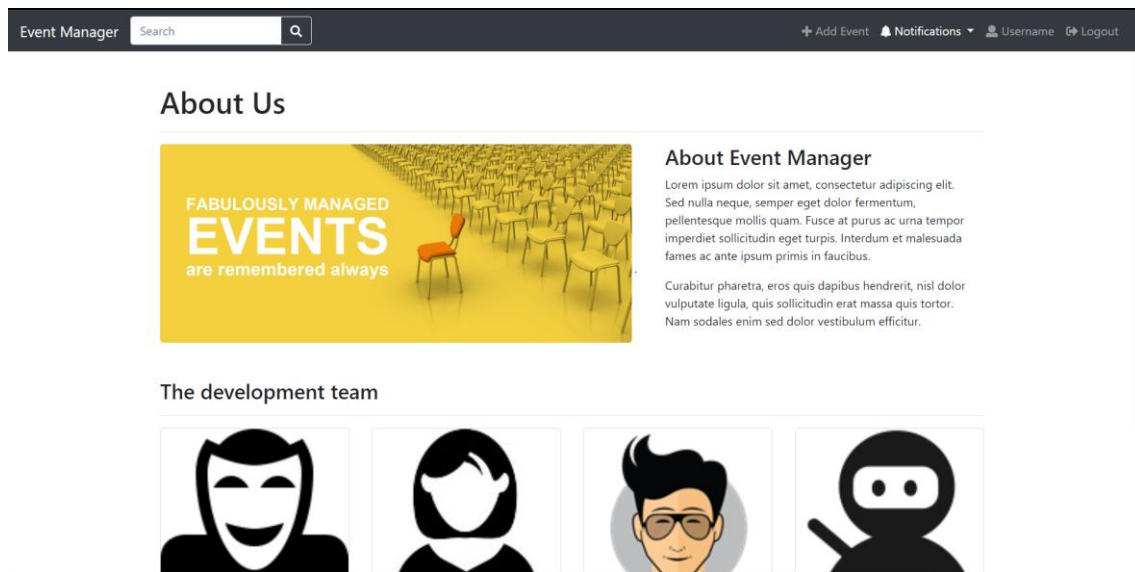 Event Manager Search Add Event Notifications Username Logout
About Us
FABULOUSLY MANAGED
EVENTS
are remembered always
About Event Manager
Lorem ipsum dolor sit amet, consectetur adipiscing elit.
Sed nulla neque, semper eget dolor fermentum,
pellentesque mollis quam. Fusce at purus ac urna tempor
imperdiet sollicitudin eget turpis. Interdum et malesuada
fames ac ante ipsum primis in faucibus.
Curabitur pharetra, eros quis dapibus hendrerit, nisl dolor
vulputate ligula, quis sollicitudin erat massa quis tortor.
Nam sodales enim sed dolor vestibulum efficitur.
The development team